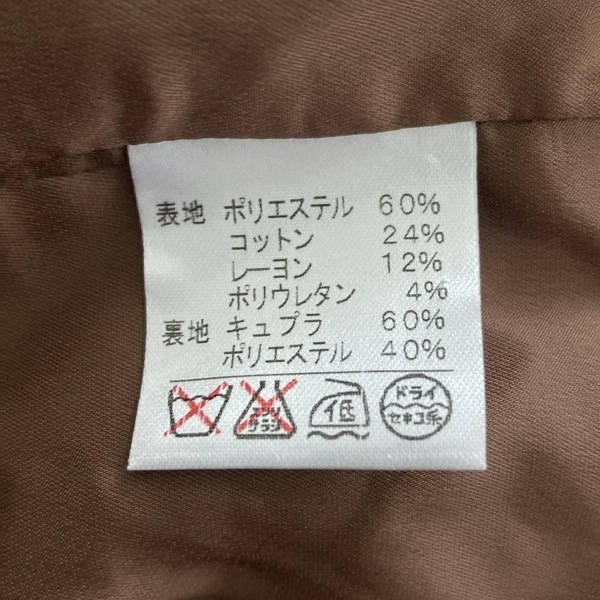 表地 ポリエステル 60%
コットン 24%
レーヨン 12%
ポリウレタン 4%
裏地 キュプラ 60%
ポリエステル 40%
エンソ
サラシ
低
ドライ
セキユ系